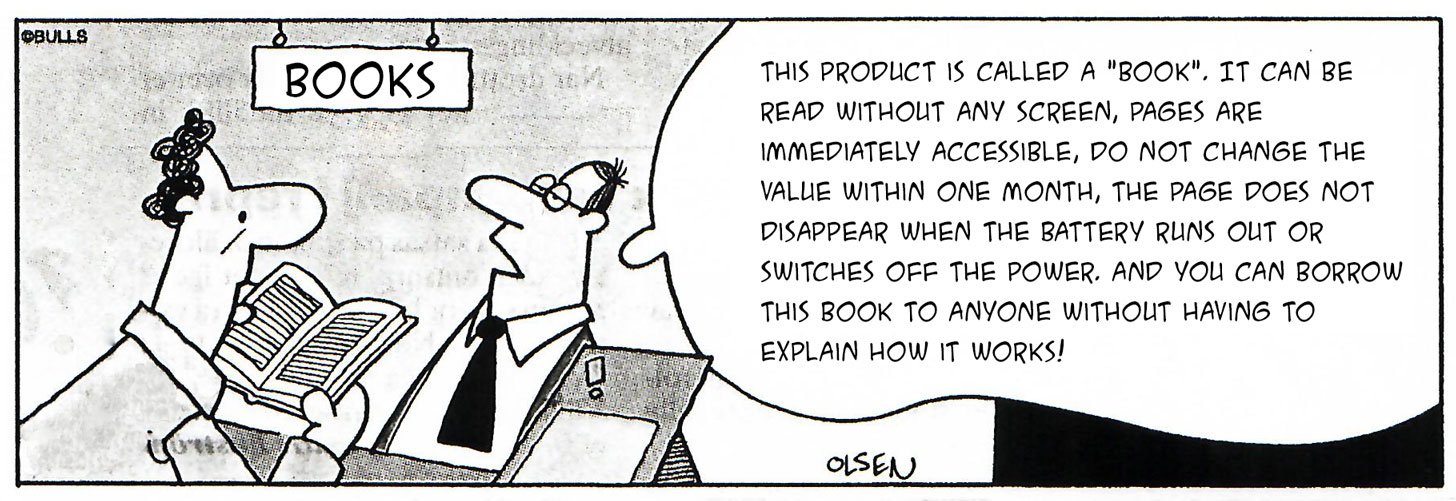 ©BULLS
BOOKS
THIS PRODUCT IS CALLED A "BOOK". IT CAN BE
READ WITHOUT ANY SCREEN, PAGES ARE
IMMEDIATELY ACCESSIBLE, DO NOT CHANGE THE
VALUE WITHIN ONE MONTH, THE PAGE DOES NOT
DISAPPEAR WHEN THE BATTERY RUNS OUT OR
SWITCHES OFF THE POWER. AND YOU CAN BORROW
THIS BOOK TO ANYONE WITHOUT HAVING TO
EXPLAIN HOW IT WORKS!
OLSEN